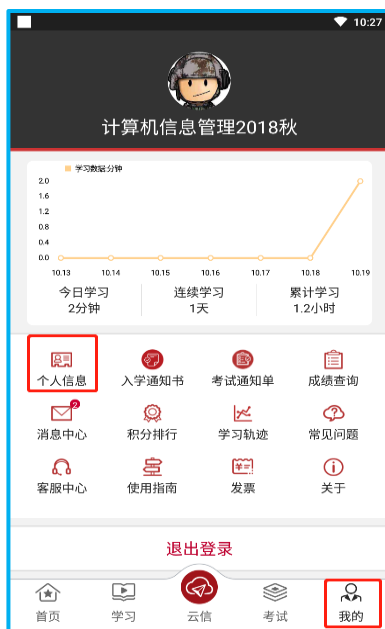 10:27
计算机信息管理2018秋
学习数据:分钟
2.0
1.6
1.2
0.8
0.4
0.0
10.13 10.14 10.15 10.16 10.17 10.18 10.19
今日学习 连续学习 累计学习
2分钟 1天 1.2小时
个人信息 入学通知书 考试通知单 成绩查询
2
消息中心 积分排行 学习轨迹 常见问题
客服中心 使用指南 发票 关于
退出登录
首页 学习 云信 考试 我的